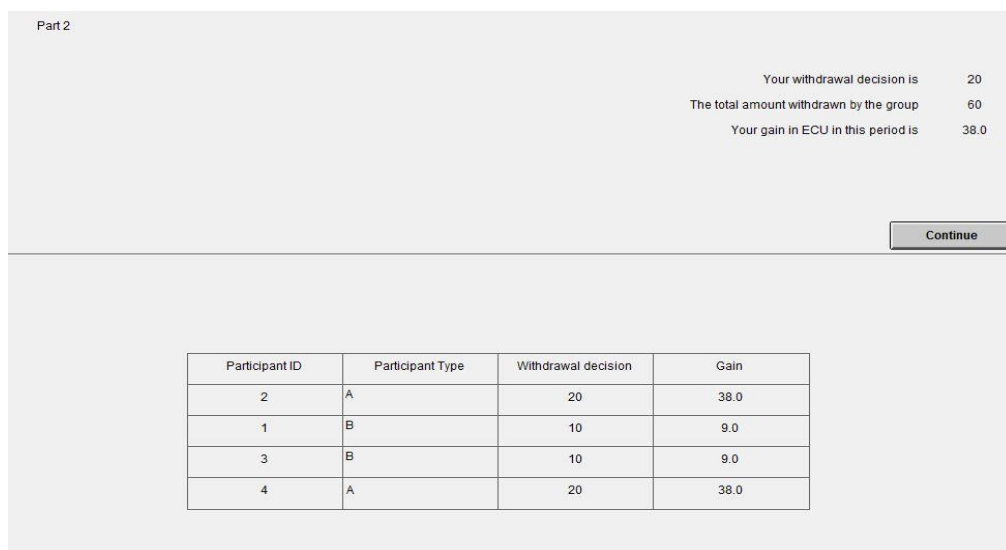 Part 2
Your withdrawal decision is 20
The total amount withdrawn by the group 60
Your gain in ECU in this period is 38.0
Continue
Participant ID Participant Type Withdrawal decision Gain
2 A 20 38.0
1 B 10 9.0
3 B 10 9.0
4 A 20 38.0